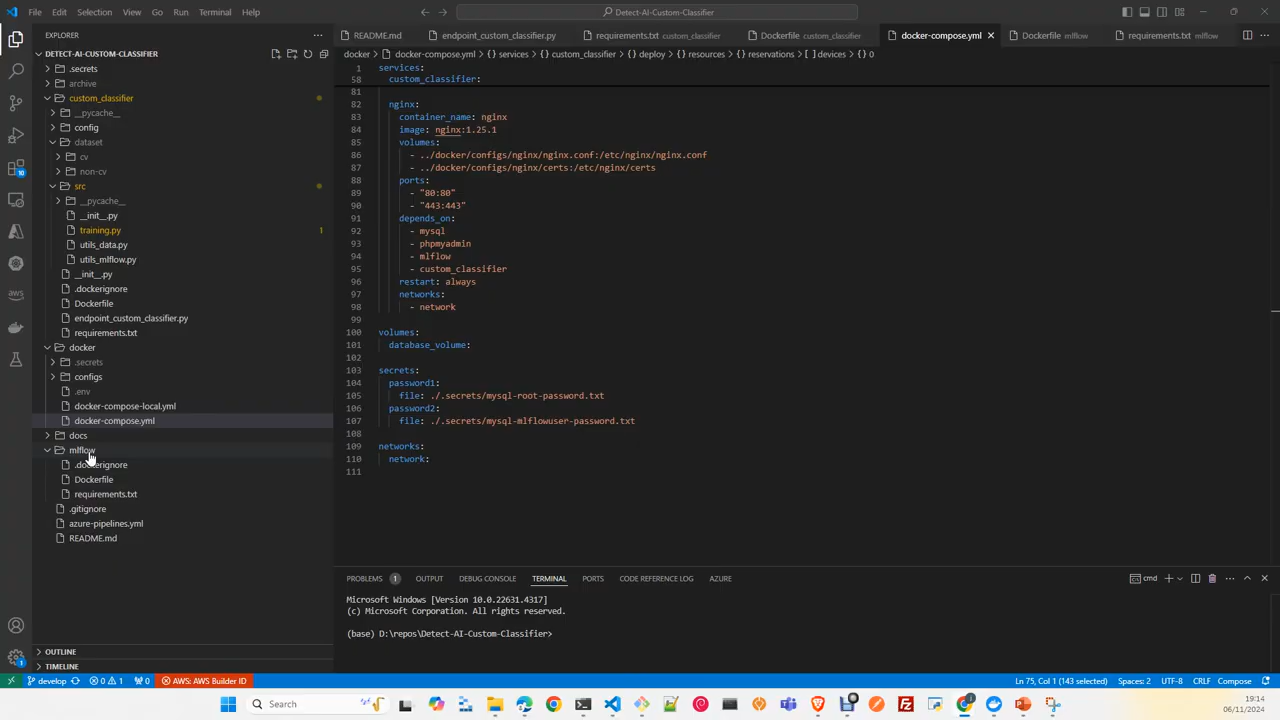 File Edit Selection View Go Run Terminal Help
Detect-AI-Custom-Classifier
EXPLORER
README.md
endpoint_custom_classifier.py
requirements.txt custom_classifier
Dockerfile custom_classifier
docker-compose.yml
Dockerfile mlflow
requirements.txt mlflow
docker > docker-compose.yml > {} services > {} custom_classifier > {} deploy > {} resources > {} reservations > [ ] devices > {} 0
DETECT-AI-CUSTOM-CLASSIFIER
.secrets
archive
custom_classifier
__pycache__
config
dataset
cv
non-cv
src
__pycache__
__init__.py
training.py 1
utils_data.py
utils_mlflow.py
__init__.py
.dockerignore
Dockerfile
endpoint_custom_classifier.py
requirements.txt
docker
.secrets
configs
.env
docker-compose-local.yml
docker-compose.yml
docs
mlflow
.dockerignore
Dockerfile
requirements.txt
.gitignore
azure-pipelines.yml
README.md
OUTLINE
TIMELINE
1 services:
58 custom_classifier:
81
82 nginx:
83 container_name: nginx
84 image: nginx:1.25.1
85 volumes:
86 - ../docker/configs/nginx/nginx.conf:/etc/nginx/nginx.conf
87 - ../docker/configs/nginx/certs:/etc/nginx/certs
88 ports:
89 - "80:80"
90 - "443:443"
91 depends_on:
92 - mysql
93 - phpmyadmin
94 - mlflow
95 - custom_classifier
96 restart: always
97 networks:
98 - network
99
100 volumes:
101 database_volume:
102
103 secrets:
104 password1:
105 file: ./.secrets/mysql-root-password.txt
106 password2:
107 file: ./.secrets/mysql-mlflowuser-password.txt
108
109 networks:
110 network:
111
PROBLEMS 1 OUTPUT DEBUG CONSOLE TERMINAL PORTS CODE REFERENCE LOG AZURE
cmd
Microsoft Windows [Version 10.0.22631.4317]
(c) Microsoft Corporation. All rights reserved.
(base) D:\repos\Detect-AI-Custom-Classifier>
10
aws
1
develop 0 1 0 AWS: AWS Builder ID
Ln 75, Col 1 (143 selected) Spaces: 2 UTF-8 CRLF Compose
Search
19:14
06/11/2024